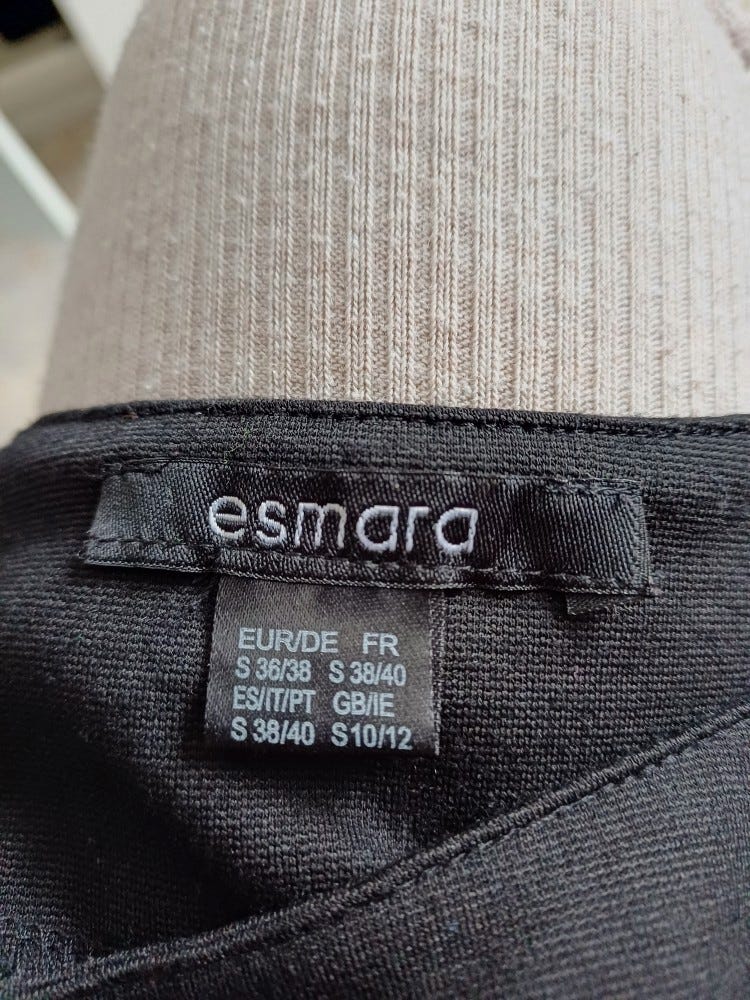 esmara
EUR/DE FR
S 36/38 S 38/40
ES/IT/PT GB/IE
S 38/40 S10/12